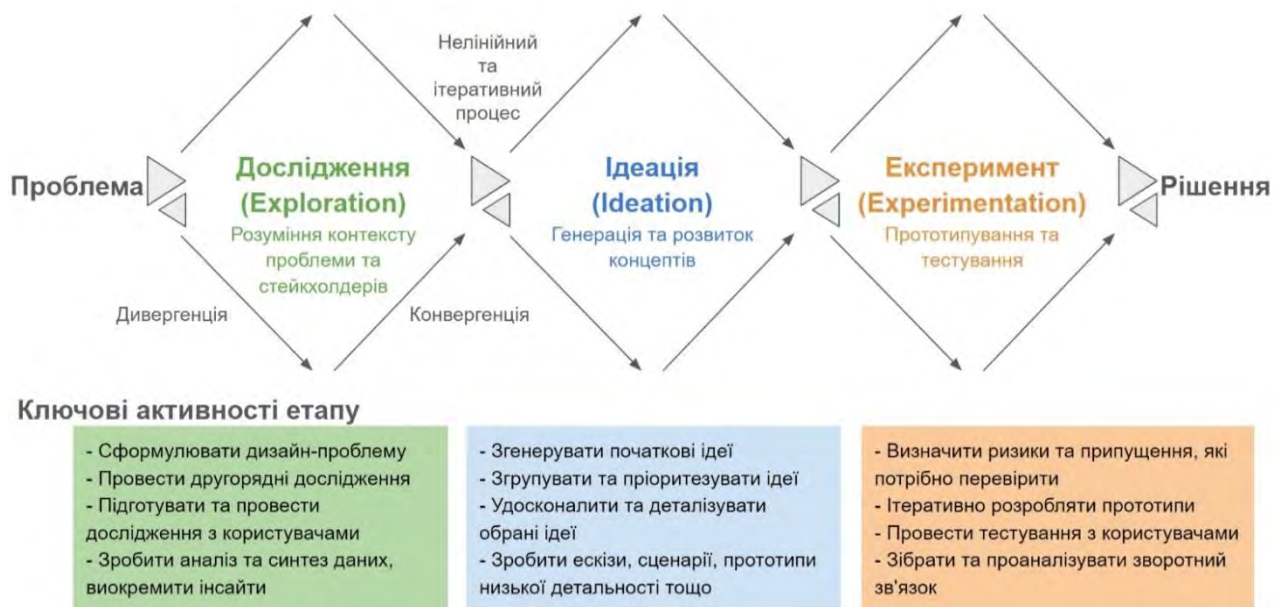 Нелінійний
та
ітеративний
процес
Проблема
Дослідження
(Exploration)
Розуміння контексту
проблеми та
стейкхолдерів
Ідеація
(Ideation)
Генерація та розвиток
концептів
Експеримент
(Experimentation)
Прототипування та
тестування
Рішення
Дивергенція
Конвергенція
Ключові активності етапу
- Сформулювати дизайн-проблему
- Провести другорядні дослідження
- Підготувати та провести
дослідження з користувачами
- Зробити аналіз та синтез даних,
виокремити інсайти
- Згенерувати початкові ідеї
- Згрупувати та пріоритезувати ідеї
- Удосконалити та деталізувати
обрані ідеї
- Зробити ескізи, сценарії, прототипи
низької детальності тощо
- Визначити ризики та припущення, які
потрібно перевірити
- Ітеративно розробляти прототипи
- Провести тестування з користувачами
- Зібрати та проаналізувати зворотний
зв'язок